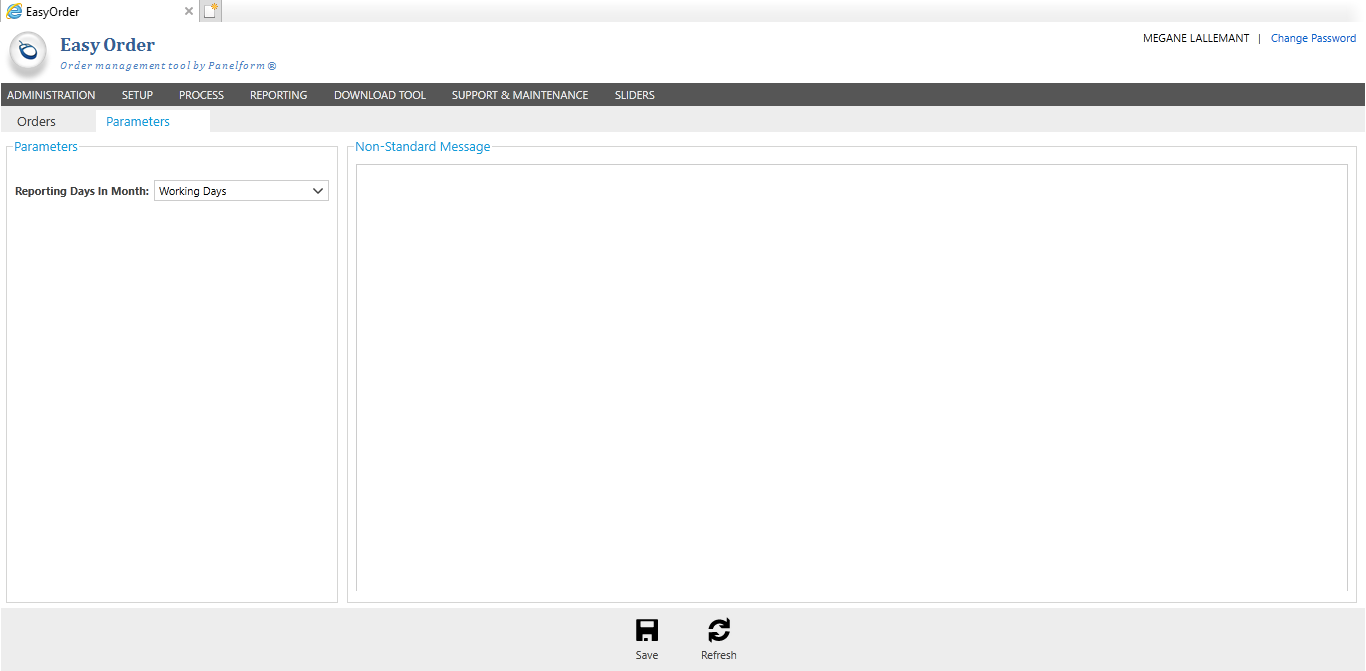 EasyOrder
Easy Order
Order management tool by Panelform ®
MEGANE LALLEMANT | Change Password
ADMINISTRATION SETUP PROCESS REPORTING DOWNLOAD TOOL SUPPORT & MAINTENANCE SLIDERS
Orders Parameters
Parameters
Non-Standard Message
Reporting Days In Month: Working Days
Save Refresh